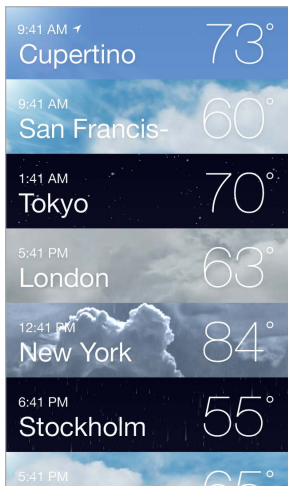 9:41 AM
Cupertino
73°
9:41 AM
San Francis-
60°
1:41 AM
Tokyo
70°
5:41 PM
London
63°
12:41 PM
New York
84°
6:41 PM
Stockholm
55°
5:41 PM
65°